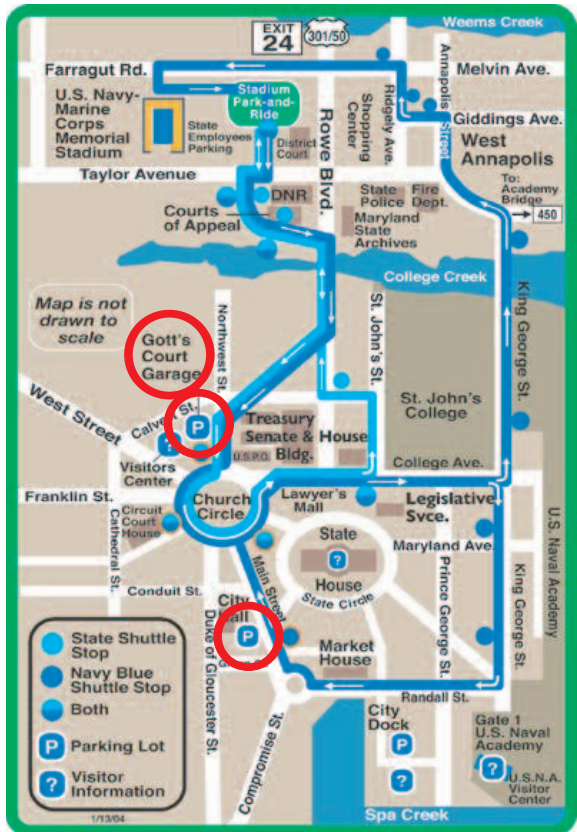 Weems Creek
EXIT
24
301/50
Farragut Rd.
Melvin Ave.
Annapolis
Street
Stadium
Park-and-
Ride
U.S. Navy-
Marine
Corps
Memorial
Stadium
State
Employees
Parking
Ridgely Ave.
Shopping
Center
Giddings Ave.
West
Annapolis
Rowe Blvd.
District
Court
Taylor Avenue
To:
Academy
Bridge
450
DNR
State
Police
Fire
Dept.
Courts
of Appeal
Maryland
State
Archives
College Creek
King George St.
Map is not
drawn to
scale
Northwest St.
St. John's St.
Gott's
Court
Garage
West Street
Calvert St.
P
?
Visitors
Center
Treasury
Senate & House
U.S.P.O. Bldg.
St. John's
College
College Ave.
Franklin St.
Church
Circle
Lawyer's
Mall
Legislative
Svce.
Circuit
Court
House
Cathedral St.
State
?
House
State Circle
Maryland Ave.
Prince George St.
King George St.
U.S. Naval Academy
Conduit St.
Main Street
City
P
Duke of Gloucester St.
Market
House
Randall St.
Compromise St.
City
Dock
P
?
Gate 1
U.S. Naval
Academy
?
U.S.N.A.
Visitor
Center
Spa Creek
State Shuttle
Stop
Navy Blue
Shuttle Stop
Both
P Parking Lot
? Visitor
Information
1/13/04